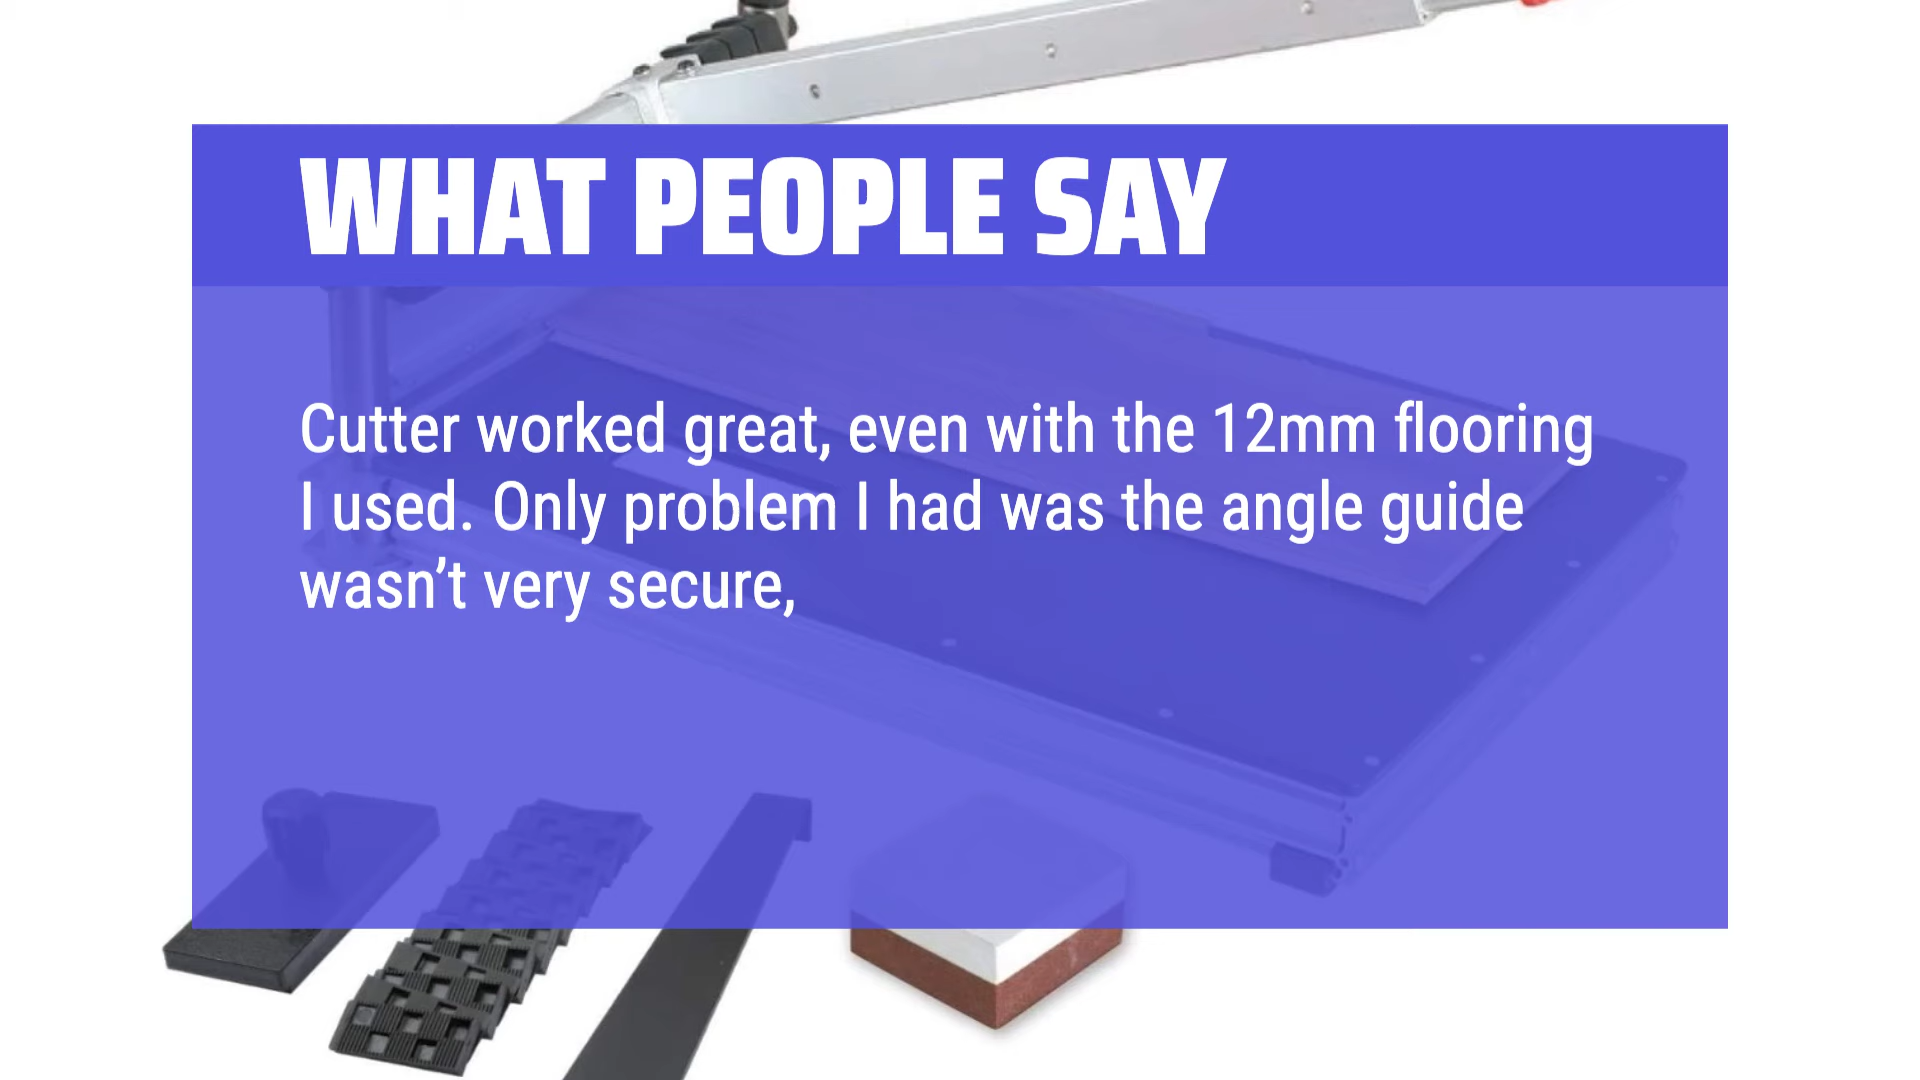 WHAT PEOPLE SAY
Cutter worked great, even with the 12mm flooring
I used. Only problem I had was the angle guide
wasn’t very secure,